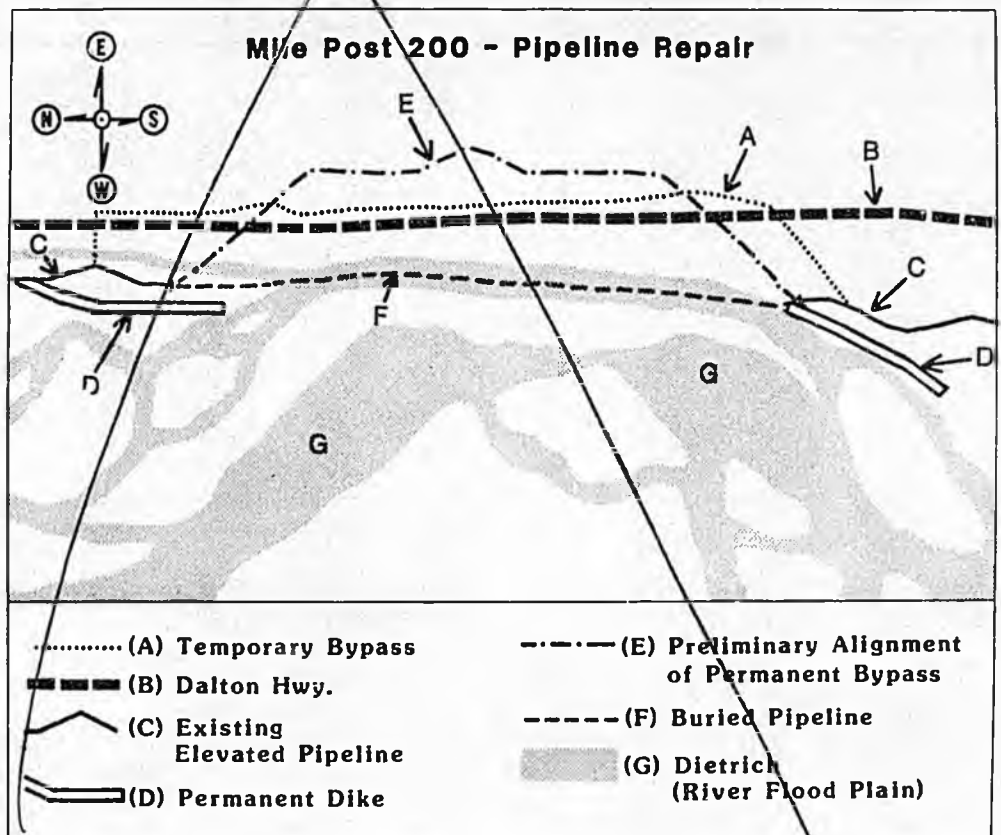 Mile Post 200 - Pipeline Repair
E
N S
W
E
A
B
C
C
F
D
D
G
G
(A) Temporary Bypass
(B) Dalton Hwy.
(C) Existing
Elevated Pipeline
(D) Permanent Dike
(E) Preliminary Alignment
of Permanent Bypass
(F) Buried Pipeline
(G) Dietrich
(River Flood Plain)